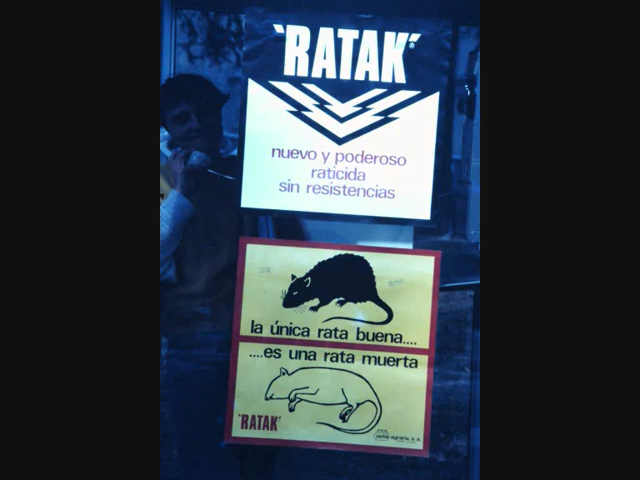 "RATAK"®
nuevo y poderoso
raticida
sin resistencias
la única rata buena....
....es una rata muerta
"RATAK"